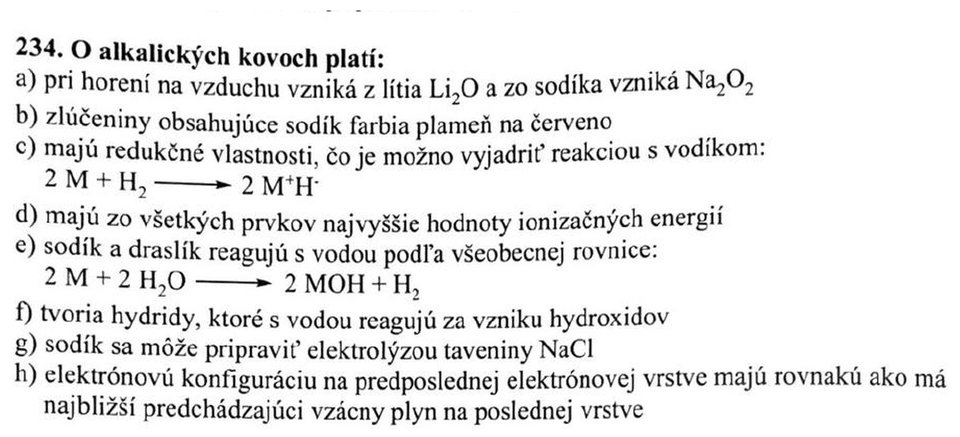 234. O alkalických kovoch platí:
a) pri horení na vzduchu vzniká z lítia Li₂O a zo sodíka vzniká Na₂O₂
b) zlúčeniny obsahujúce sodík farbia plameň na červeno
c) majú redukčné vlastnosti, čo je možno vyjadriť reakciou s vodíkom:
2 M + H₂ ⟶ 2 M⁺H⁻
d) majú zo všetkých prvkov najvyššie hodnoty ionizačných energií
e) sodík a draslík reagujú s vodou podľa všeobecnej rovnice:
2 M + 2 H₂O ⟶ 2 MOH + H₂
f) tvoria hydridy, ktoré s vodou reagujú za vzniku hydroxidov
g) sodík sa môže pripraviť elektrolýzou taveniny NaCl
h) elektrónovú konfiguráciu na predposlednej elektrónovej vrstve majú rovnakú ako má
najbližší predchádzajúci vzácny plyn na poslednej vrstve